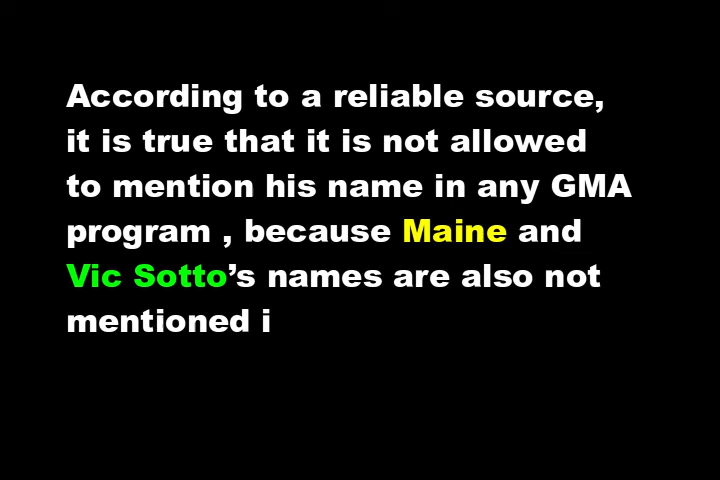 According to a reliable source,
it is true that it is not allowed
to mention his name in any GMA
program , because Maine and
Vic Sotto’s names are also not
mentioned i